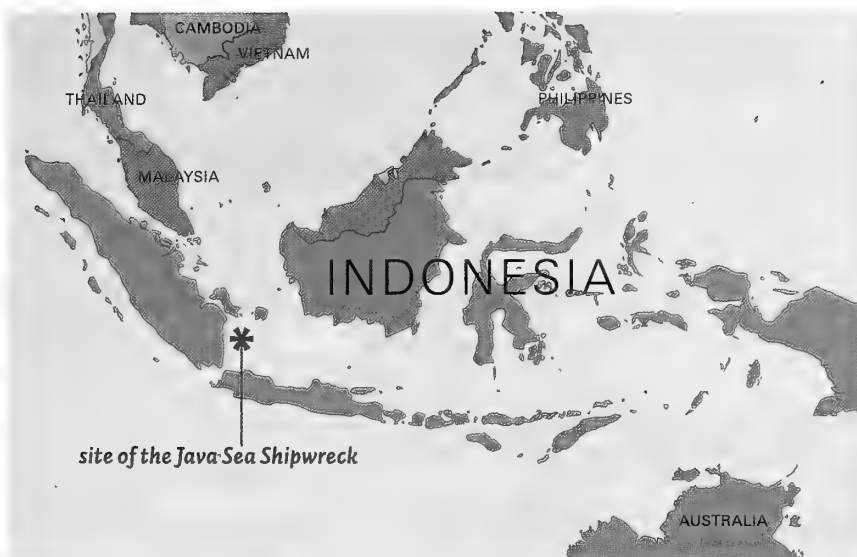 CAMBODIA
VIETNAM
THAILAND
PHILIPPINES
MALAYSIA
INDONESIA
*
site of the Java Sea Shipwreck
AUSTRALIA